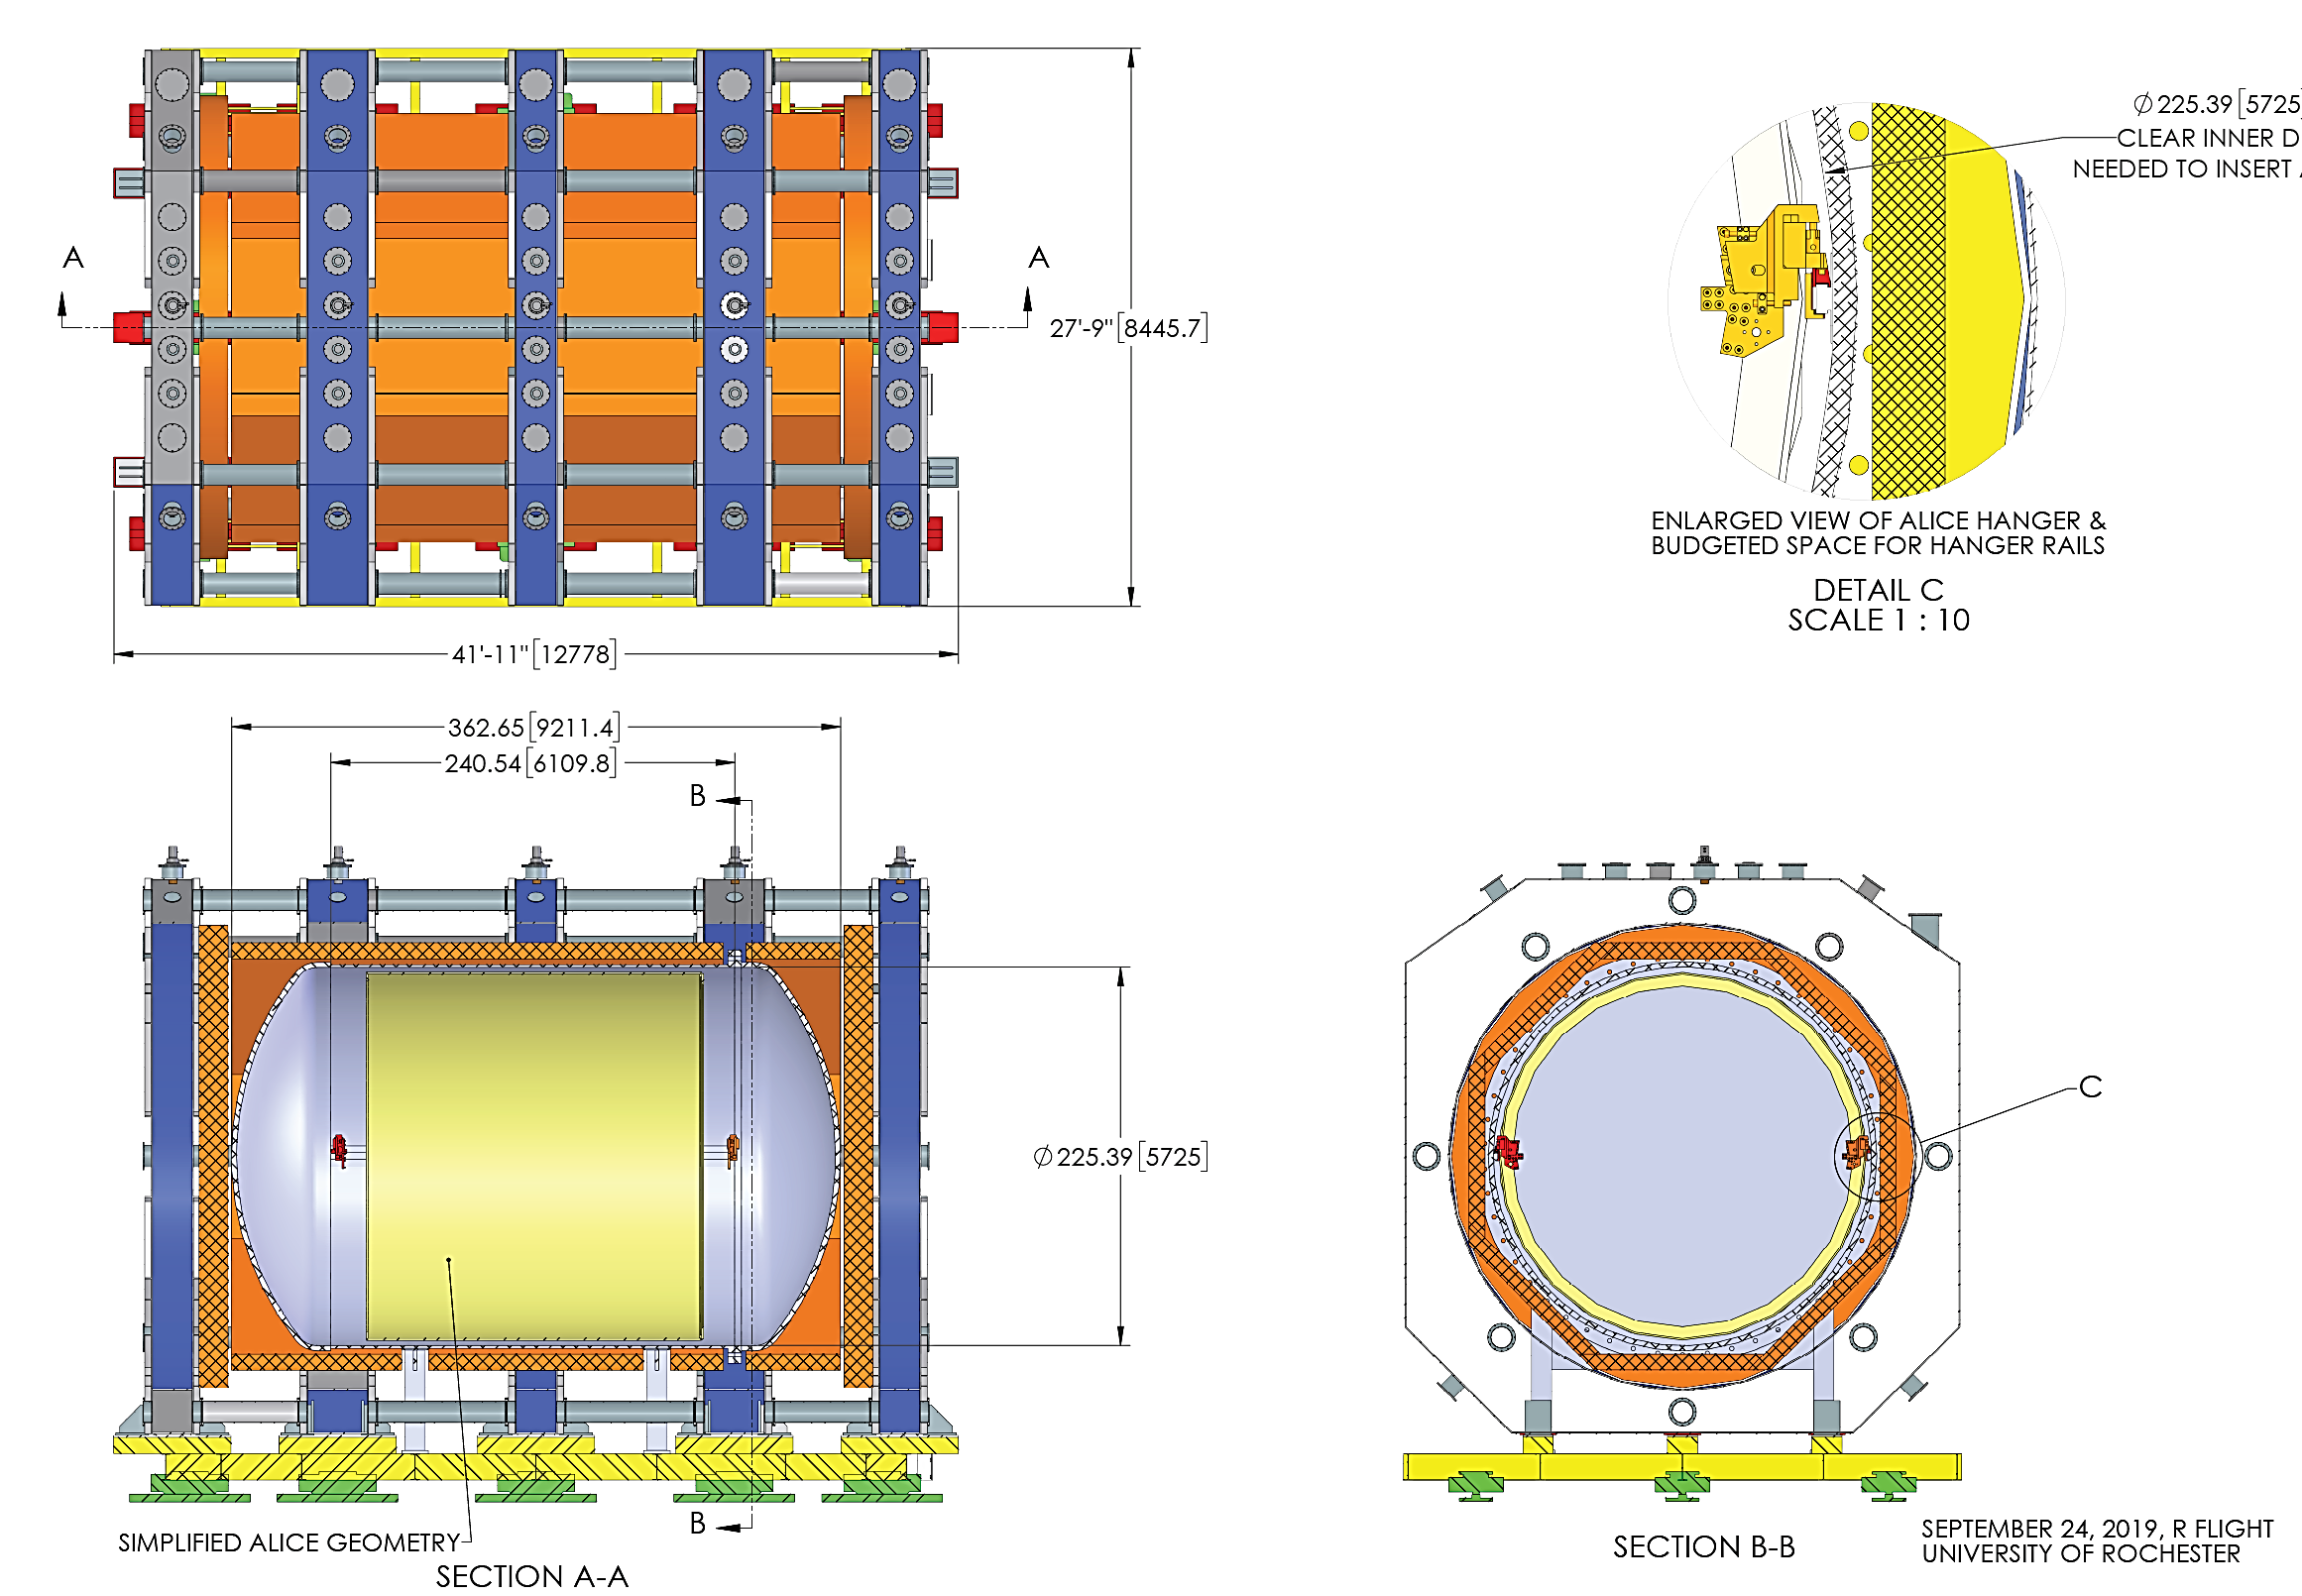 ⌀225.39[5725]
CLEAR INNER D
NEEDED TO INSERT
A
A
27'-9"[8445.7]
41'-11"[12778]
ENLARGED VIEW OF ALICE HANGER &
BUDGETED SPACE FOR HANGER RAILS
DETAIL C
SCALE 1 : 10
362.65[9211.4]
240.54[6109.8]
B
C
⌀225.39[5725]
B
SIMPLIFIED ALICE GEOMETRY
SECTION A-A
SECTION B-B
SEPTEMBER 24, 2019, R FLIGHT
UNIVERSITY OF ROCHESTER